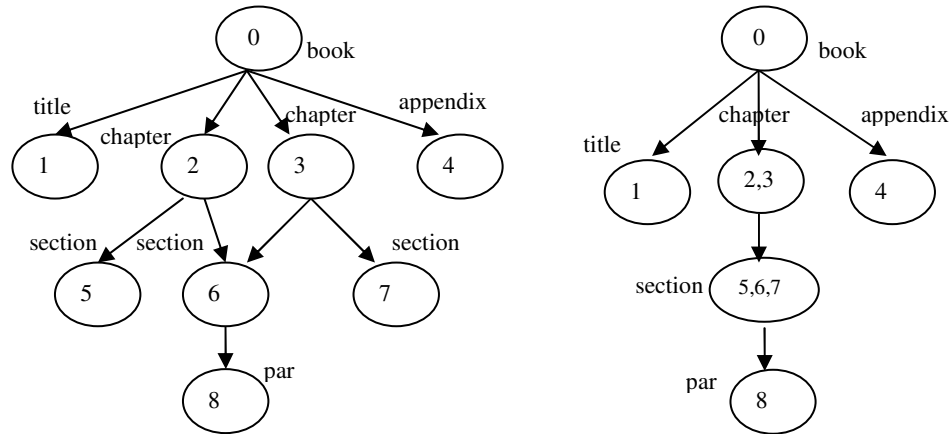 0
book
title
chapter
chapter
appendix
1
2
3
4
section
section
section
5
6
7
par
8
0
book
title
chapter
appendix
1
2,3
4
section
5,6,7
par
8